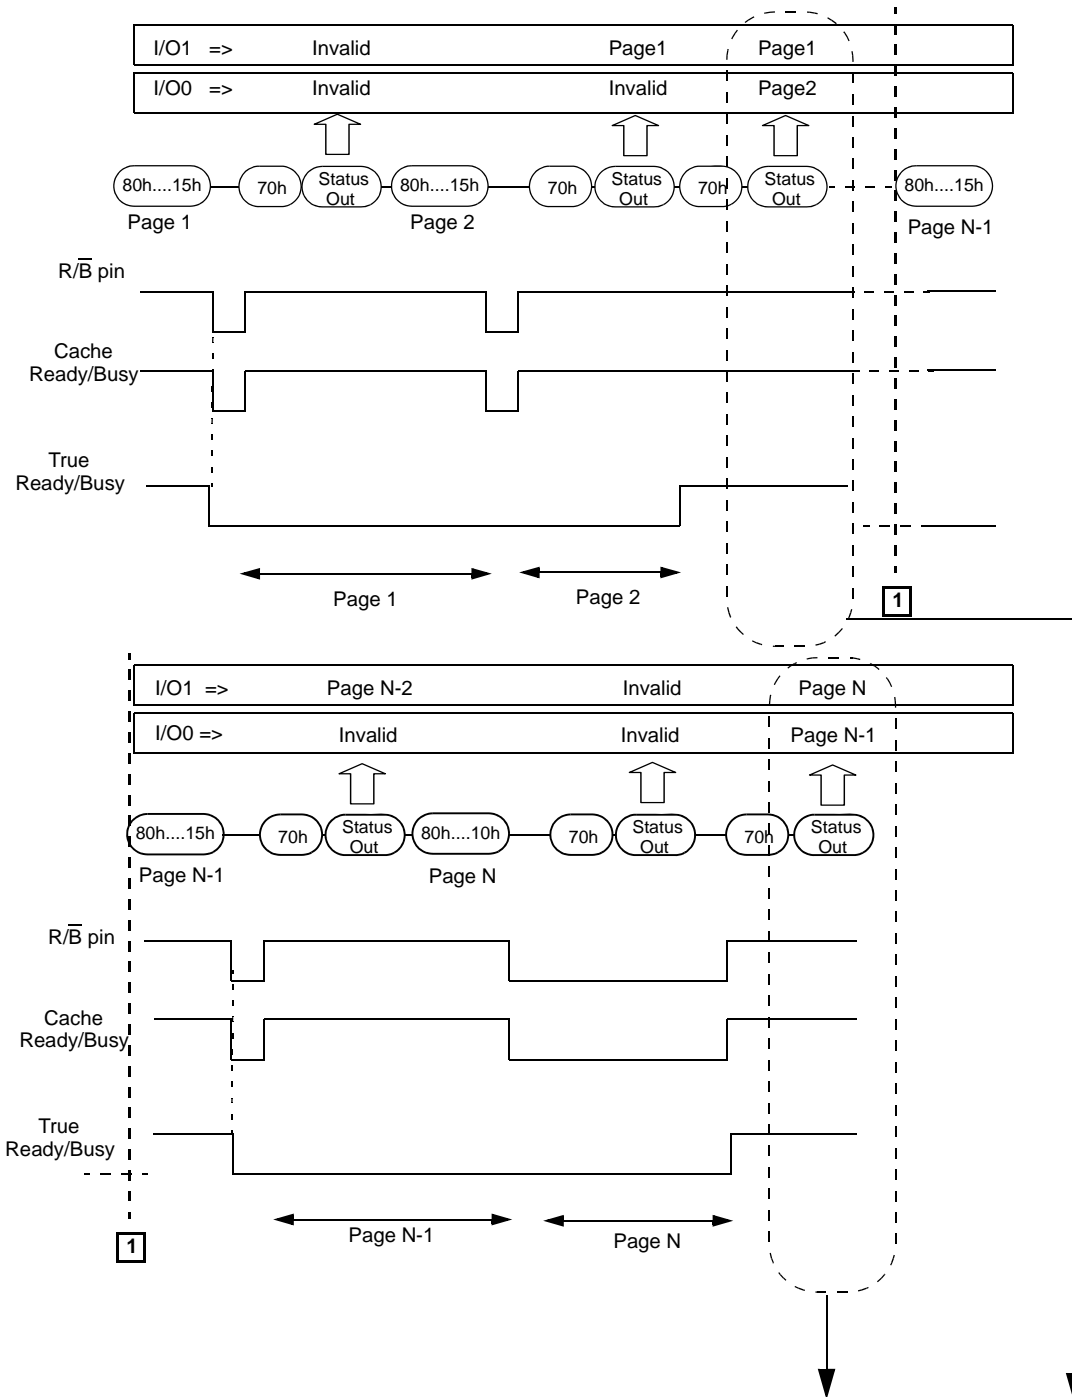 I/O1 => Invalid Page1 Page1
I/O0 => Invalid Invalid Page2
80h....15h 70h Status Out 80h....15h 70h Status Out 70h Status Out 80h....15h
Page 1 Page 2 Page N-1
R/B̅ pin
Cache
Ready/Busy
True
Ready/Busy
Page 1 Page 2
1
I/O1 => Page N-2 Invalid Page N
I/O0 => Invalid Invalid Page N-1
80h....15h 70h Status Out 80h....10h 70h Status Out 70h Status Out
Page N-1 Page N
R/B̅ pin
Cache
Ready/Busy
True
Ready/Busy
Page N-1 Page N
1